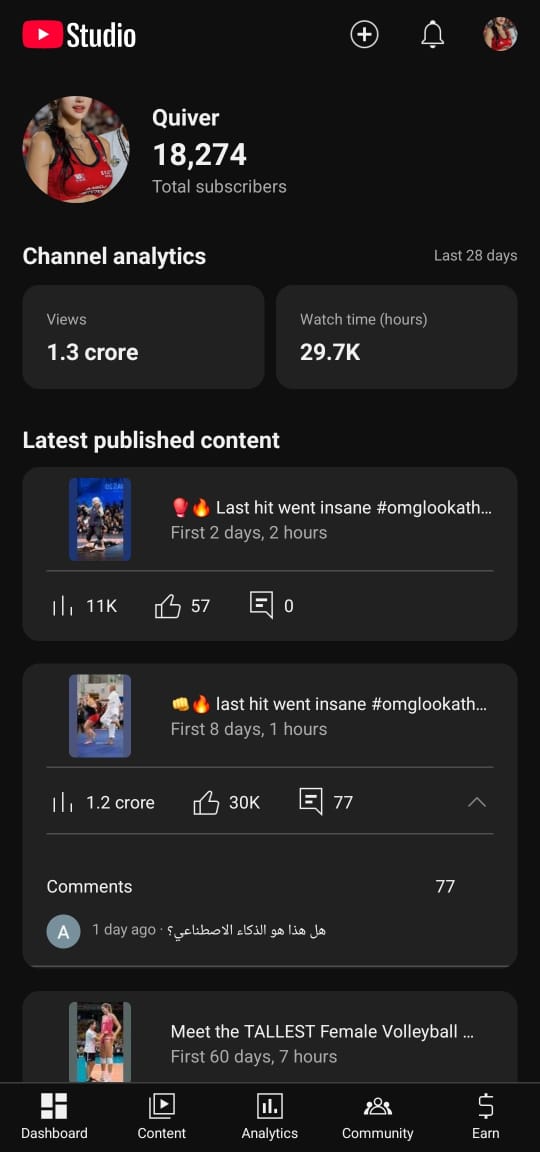 Studio
Quiver
18,274
Total subscribers
Channel analytics
Last 28 days
Views
Watch time (hours)
1.3 crore
29.7K
Latest published content
🥊🔥 Last hit went insane #omglookath...
First 2 days, 2 hours
11K
57
0
👊🔥 last hit went insane #omglookath...
First 8 days, 1 hours
1.2 crore
30K
77
Comments
77
A
1 day ago · هل هذا هو الذكاء الاصطناعي؟
Meet the TALLEST Female Volleyball ...
First 60 days, 7 hours
Dashboard
Content
Analytics
Community
Earn